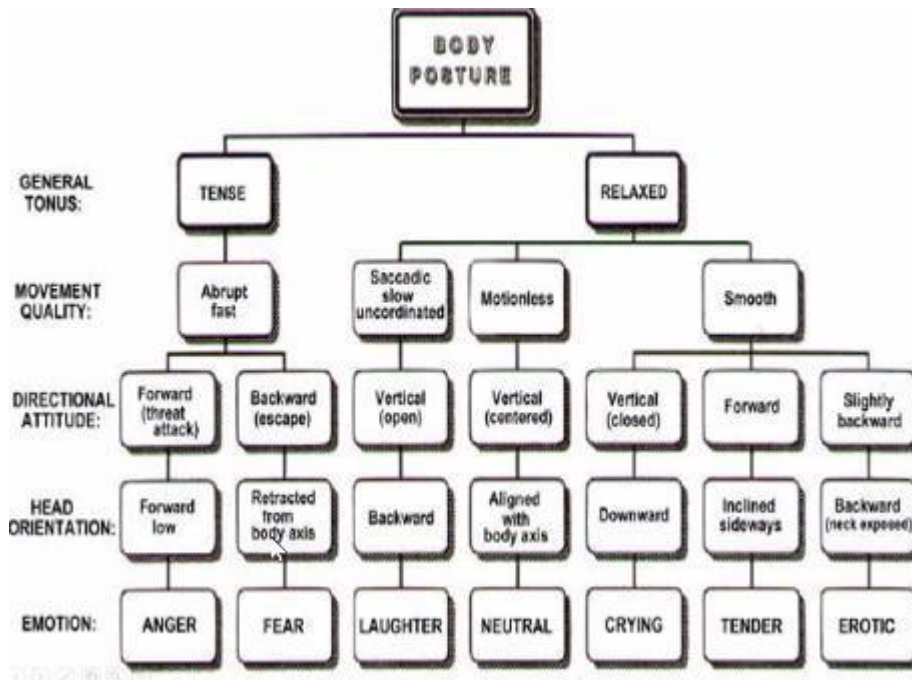 BODY
POSTURE
GENERAL
TONUS:
TENSE
RELAXED
MOVEMENT
QUALITY:
Abrupt
fast
Saccadic
slow
uncordinated
Motionless
Smooth
DIRECTIONAL
ATTITUDE:
Forward
(threat
attack)
Backward
(escape)
Vertical
(open)
Vertical
(centered)
Vertical
(closed)
Forward
Slightly
backward
HEAD
ORIENTATION:
Forward
low
Retracted
from
body axis
Backward
Aligned
with
body axis
Downward
Inclined
sideways
Backward
(neck exposed)
EMOTION:
ANGER
FEAR
LAUGHTER
NEUTRAL
CRYING
TENDER
EROTIC